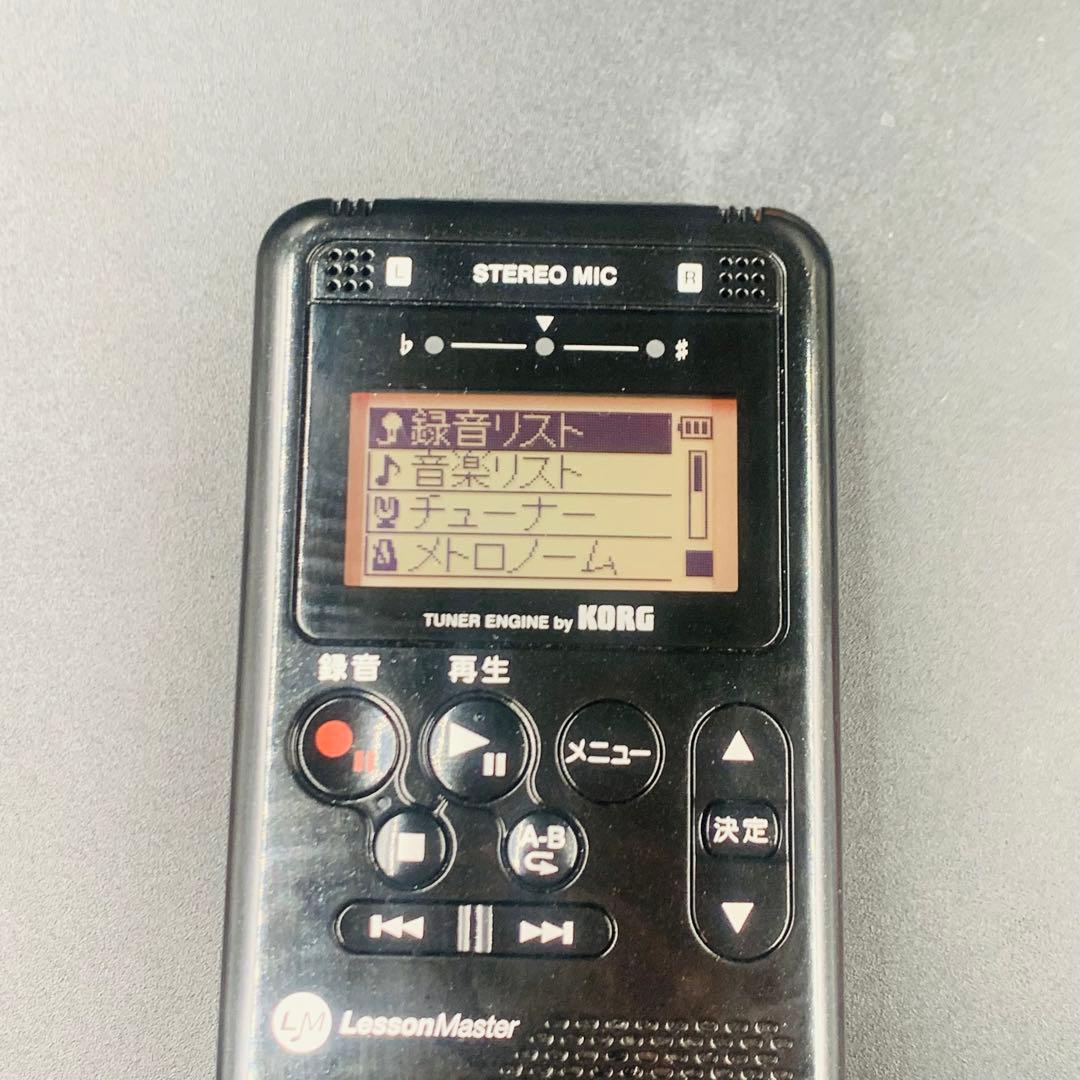 L STEREO MIC R
♭ ♯
録音リスト
音楽リスト
チューナー
メトロノーム
TUNER ENGINE by KORG
録音 再生
メニュー
A-B
決定
LM LessonMaster